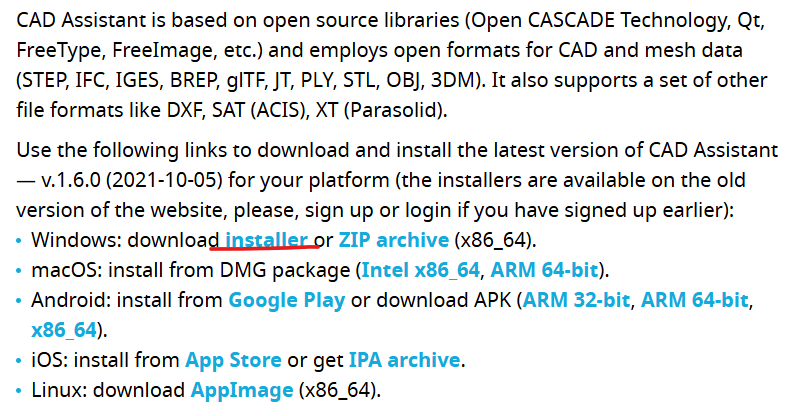 CAD Assistant is based on open source libraries (Open CASCADE Technology, Qt,
FreeType, FreeImage, etc.) and employs open formats for CAD and mesh data
(STEP, IFC, IGES, BREP, glTF, JT, PLY, STL, OBJ, 3DM). It also supports a set of other
file formats like DXF, SAT (ACIS), XT (Parasolid).
Use the following links to download and install the latest version of CAD Assistant
— v.1.6.0 (2021-10-05) for your platform (the installers are available on the old
version of the website, please, sign up or login if you have signed up earlier):
• Windows: download installer or ZIP archive (x86_64).
• macOS: install from DMG package (Intel x86_64, ARM 64-bit).
• Android: install from Google Play or download APK (ARM 32-bit, ARM 64-bit,
x86_64).
• iOS: install from App Store or get IPA archive.
• Linux: download AppImage (x86_64).